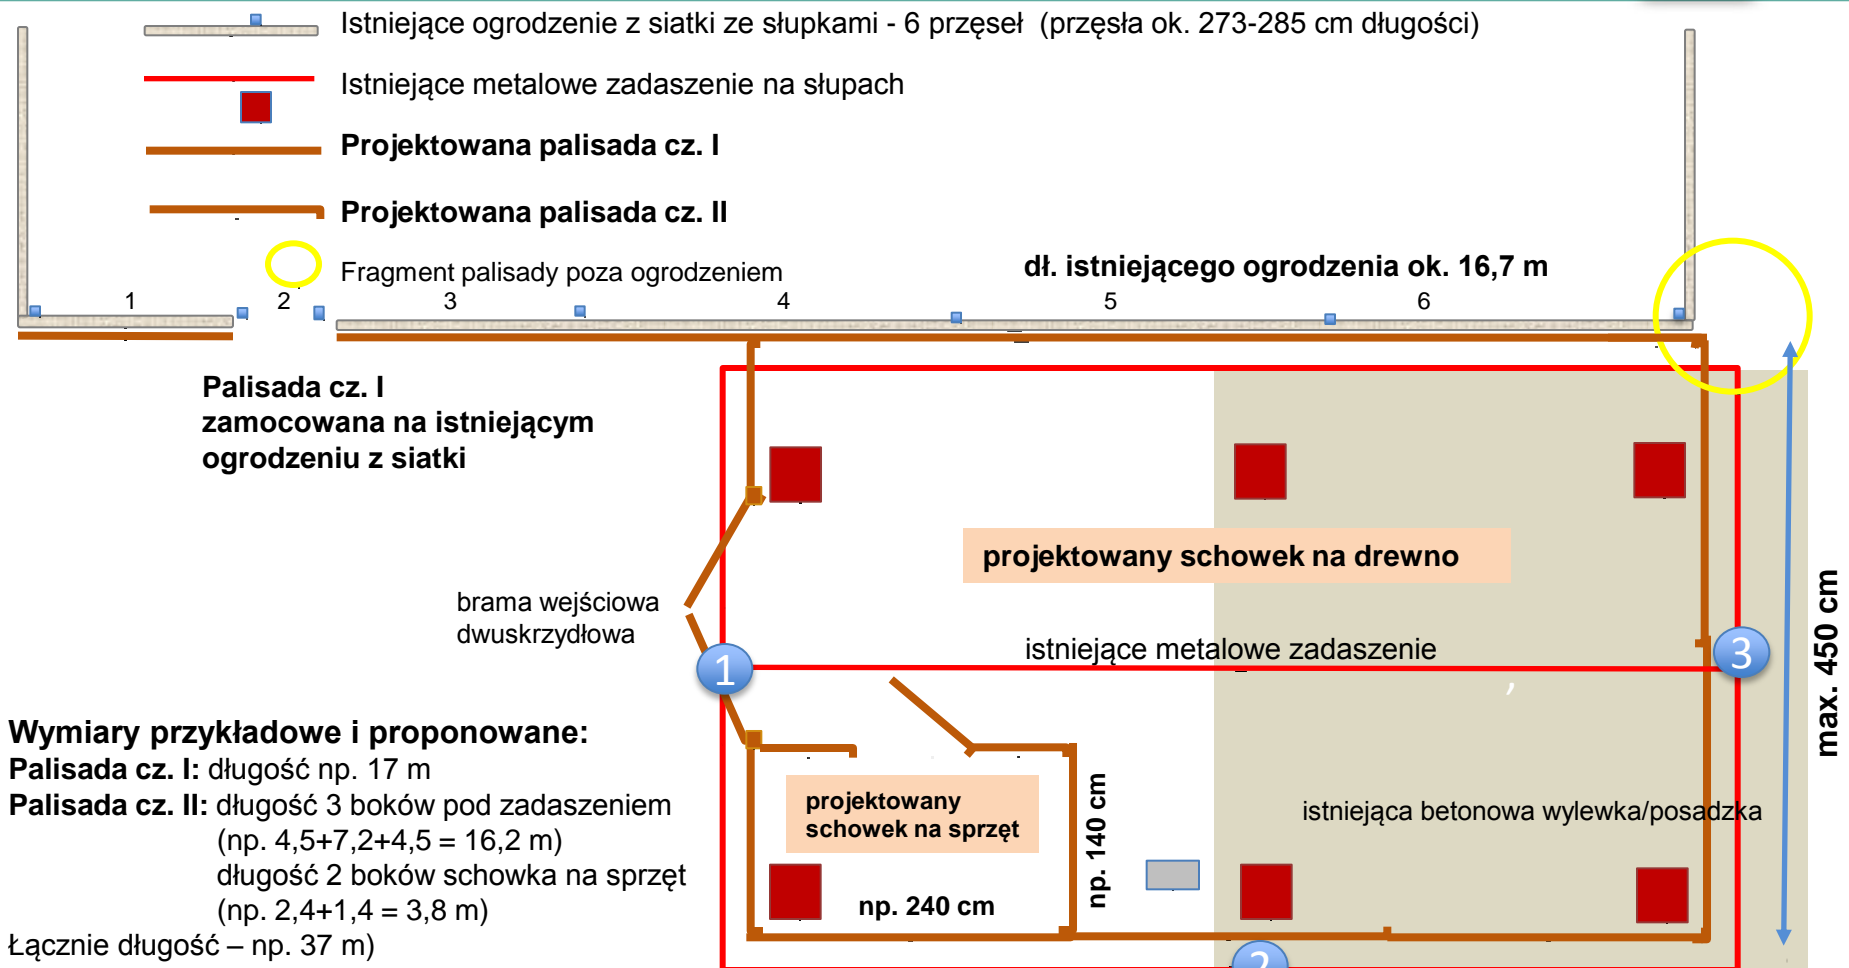 Istniejące ogrodzenie z siatki ze słupkami - 6 przęseł  (przęsła ok. 273-285 cm długości)
Istniejące metalowe zadaszenie na słupach
Projektowana palisada cz. I
Projektowana palisada cz. II
Fragment palisady poza ogrodzeniem
dł. istniejącego ogrodzenia ok. 16,7 m
1
2
3
4
5
6
Palisada cz. I
zamocowana na istniejącym
ogrodzeniu z siatki
projektowany schowek na drewno
brama wejściowa
dwuskrzydłowa
istniejące metalowe zadaszenie
1
3
,
max. 450 cm
Wymiary przykładowe i proponowane:
Palisada cz. I: długość np. 17 m
Palisada cz. II: długość 3 boków pod zadaszeniem
(np. 4,5+7,2+4,5 = 16,2 m)
długość 2 boków schowka na sprzęt
(np. 2,4+1,4 = 3,8 m)
Łącznie długość – np. 37 m)
projektowany
schowek na sprzęt
np. 140 cm
np. 240 cm
istniejąca betonowa wylewka/posadzka
2